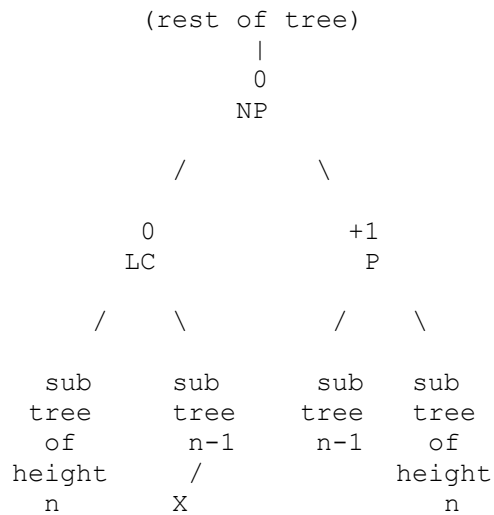 (rest of tree)
|
0
NP
/ \
0 +1
LC P
/ \ / \
sub sub sub sub
tree tree tree tree
of n-1 n-1 of
height / height
n X n